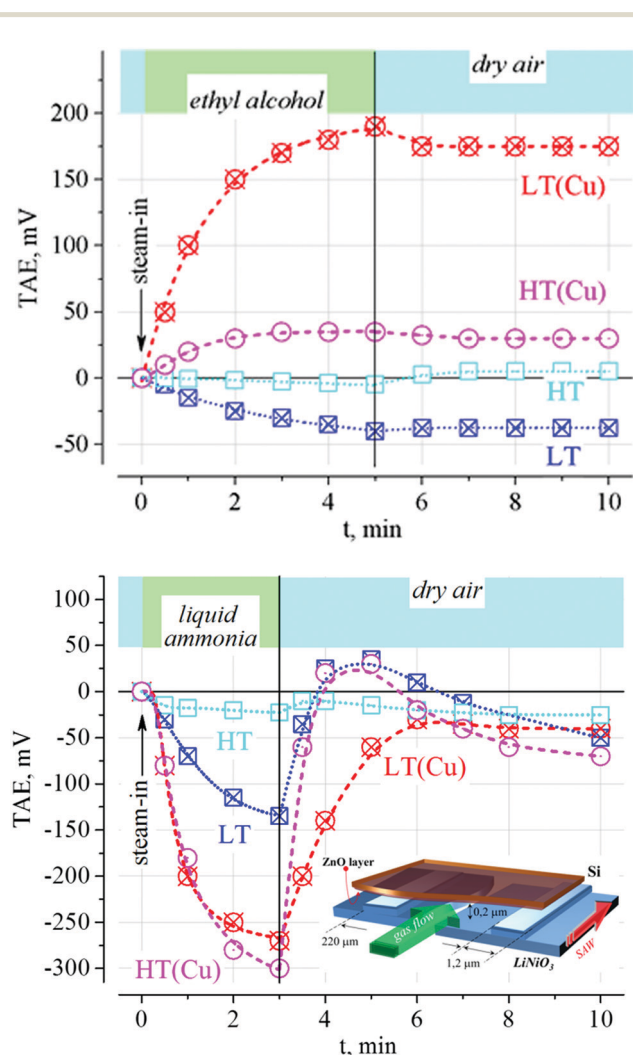 dry air
ethyl alcohol
200
150
100
50
0
-50
TAE, mV
steam-in
LT(Cu)
HT(Cu)
HT
LT
0 2 4 6 8 10
t, min
100
50
0
-50
-100
-150
-200
-250
-300
TAE, mV
dry air
liquid
ammonia
steam-in
HT
LT
LT(Cu)
HT(Cu)
ZnO layer
Si
gas flow
0,2 μm
220 μm
1,2 μm
LiNiO₃
SAW
0 2 4 6 8 10
t, min